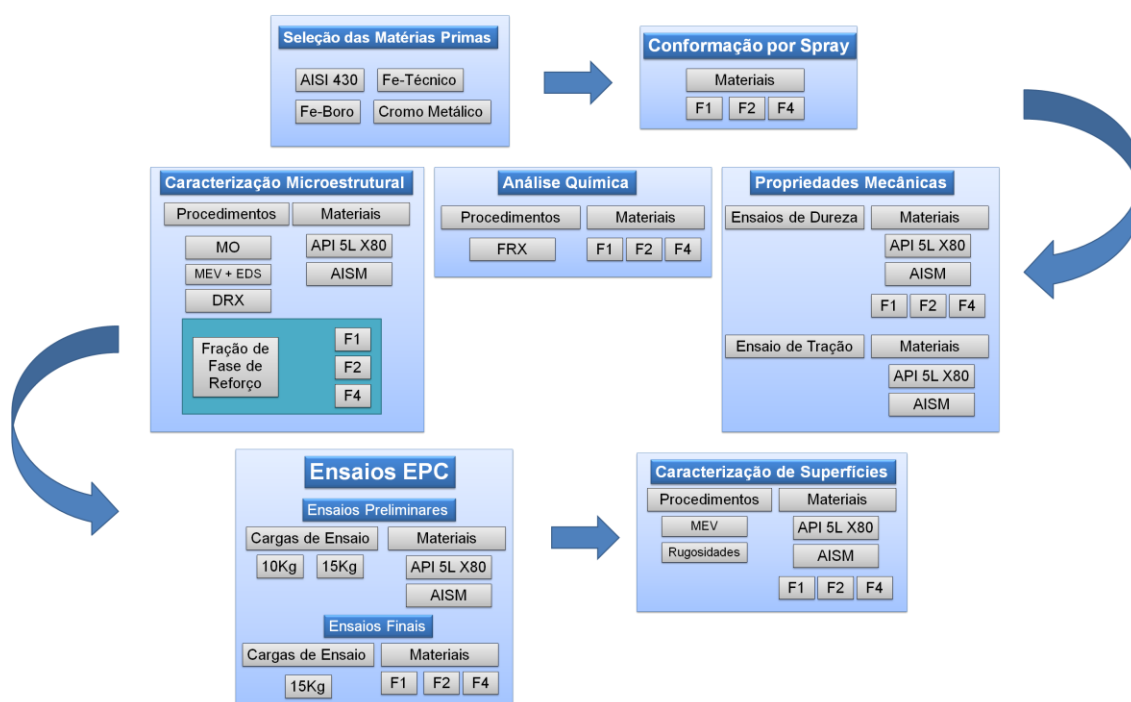 Seleção das Matérias Primas
AISI 430
Fe-Técnico
Fe-Boro
Cromo Metálico
Conformação por Spray
Materiais
F1
F2
F4
Caracterização Microestrutural
Procedimentos
Materiais
MO
API 5L X80
MEV + EDS
AISM
DRX
Fração de
Fase de
Reforço
F1
F2
F4
Análise Química
Procedimentos
Materiais
FRX
F1
F2
F4
Propriedades Mecânicas
Ensaios de Dureza
Materiais
API 5L X80
AISM
F1
F2
F4
Ensaio de Tração
Materiais
API 5L X80
AISM
Ensaios EPC
Ensaios Preliminares
Cargas de Ensaio
Materiais
10Kg
15Kg
API 5L X80
AISM
Ensaios Finais
Cargas de Ensaio
Materiais
15Kg
F1
F2
F4
Caracterização de Superfícies
Procedimentos
Materiais
MEV
API 5L X80
Rugosidades
AISM
F1
F2
F4